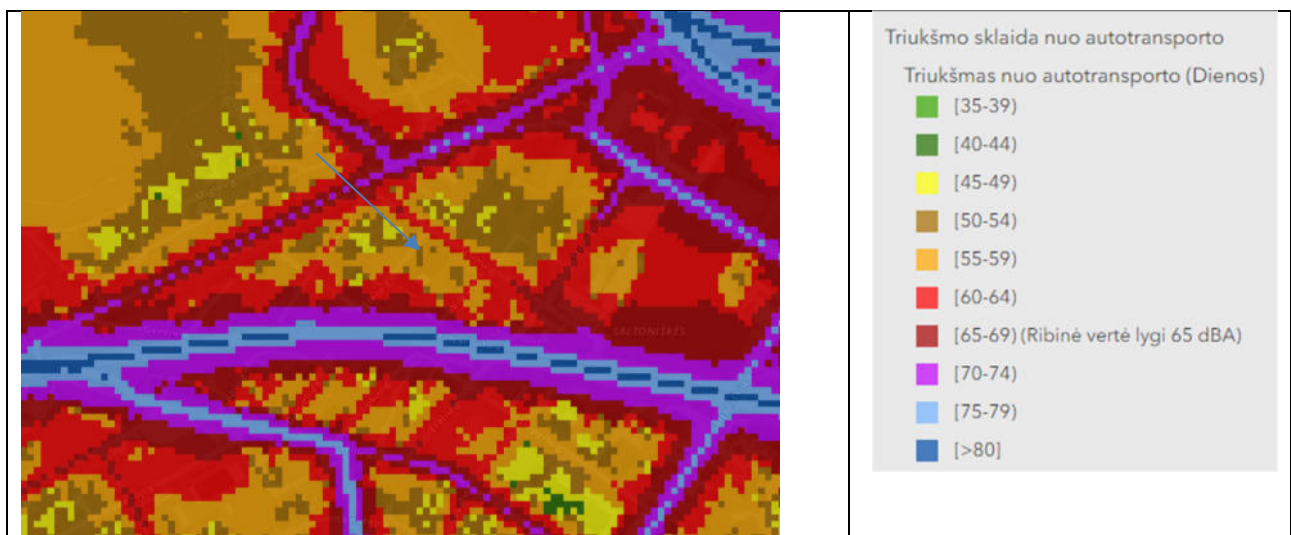 Triukšmo sklaida nuo autotransporto
Triukšmas nuo autotransporto (Dienos)
[35-39)
[40-44)
[45-49)
[50-54)
[55-59)
[60-64)
[65-69) (Ribinė vertė lygi 65 dBA)
[70-74)
[75-79)
[>80]
SALTONIŠKĖS